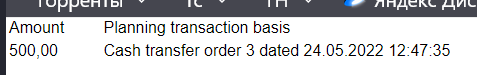 торренты ТС ТН Яндекс Дис
Amount Planning transaction basis
500,00 Cash transfer order 3 dated 24.05.2022 12:47:35